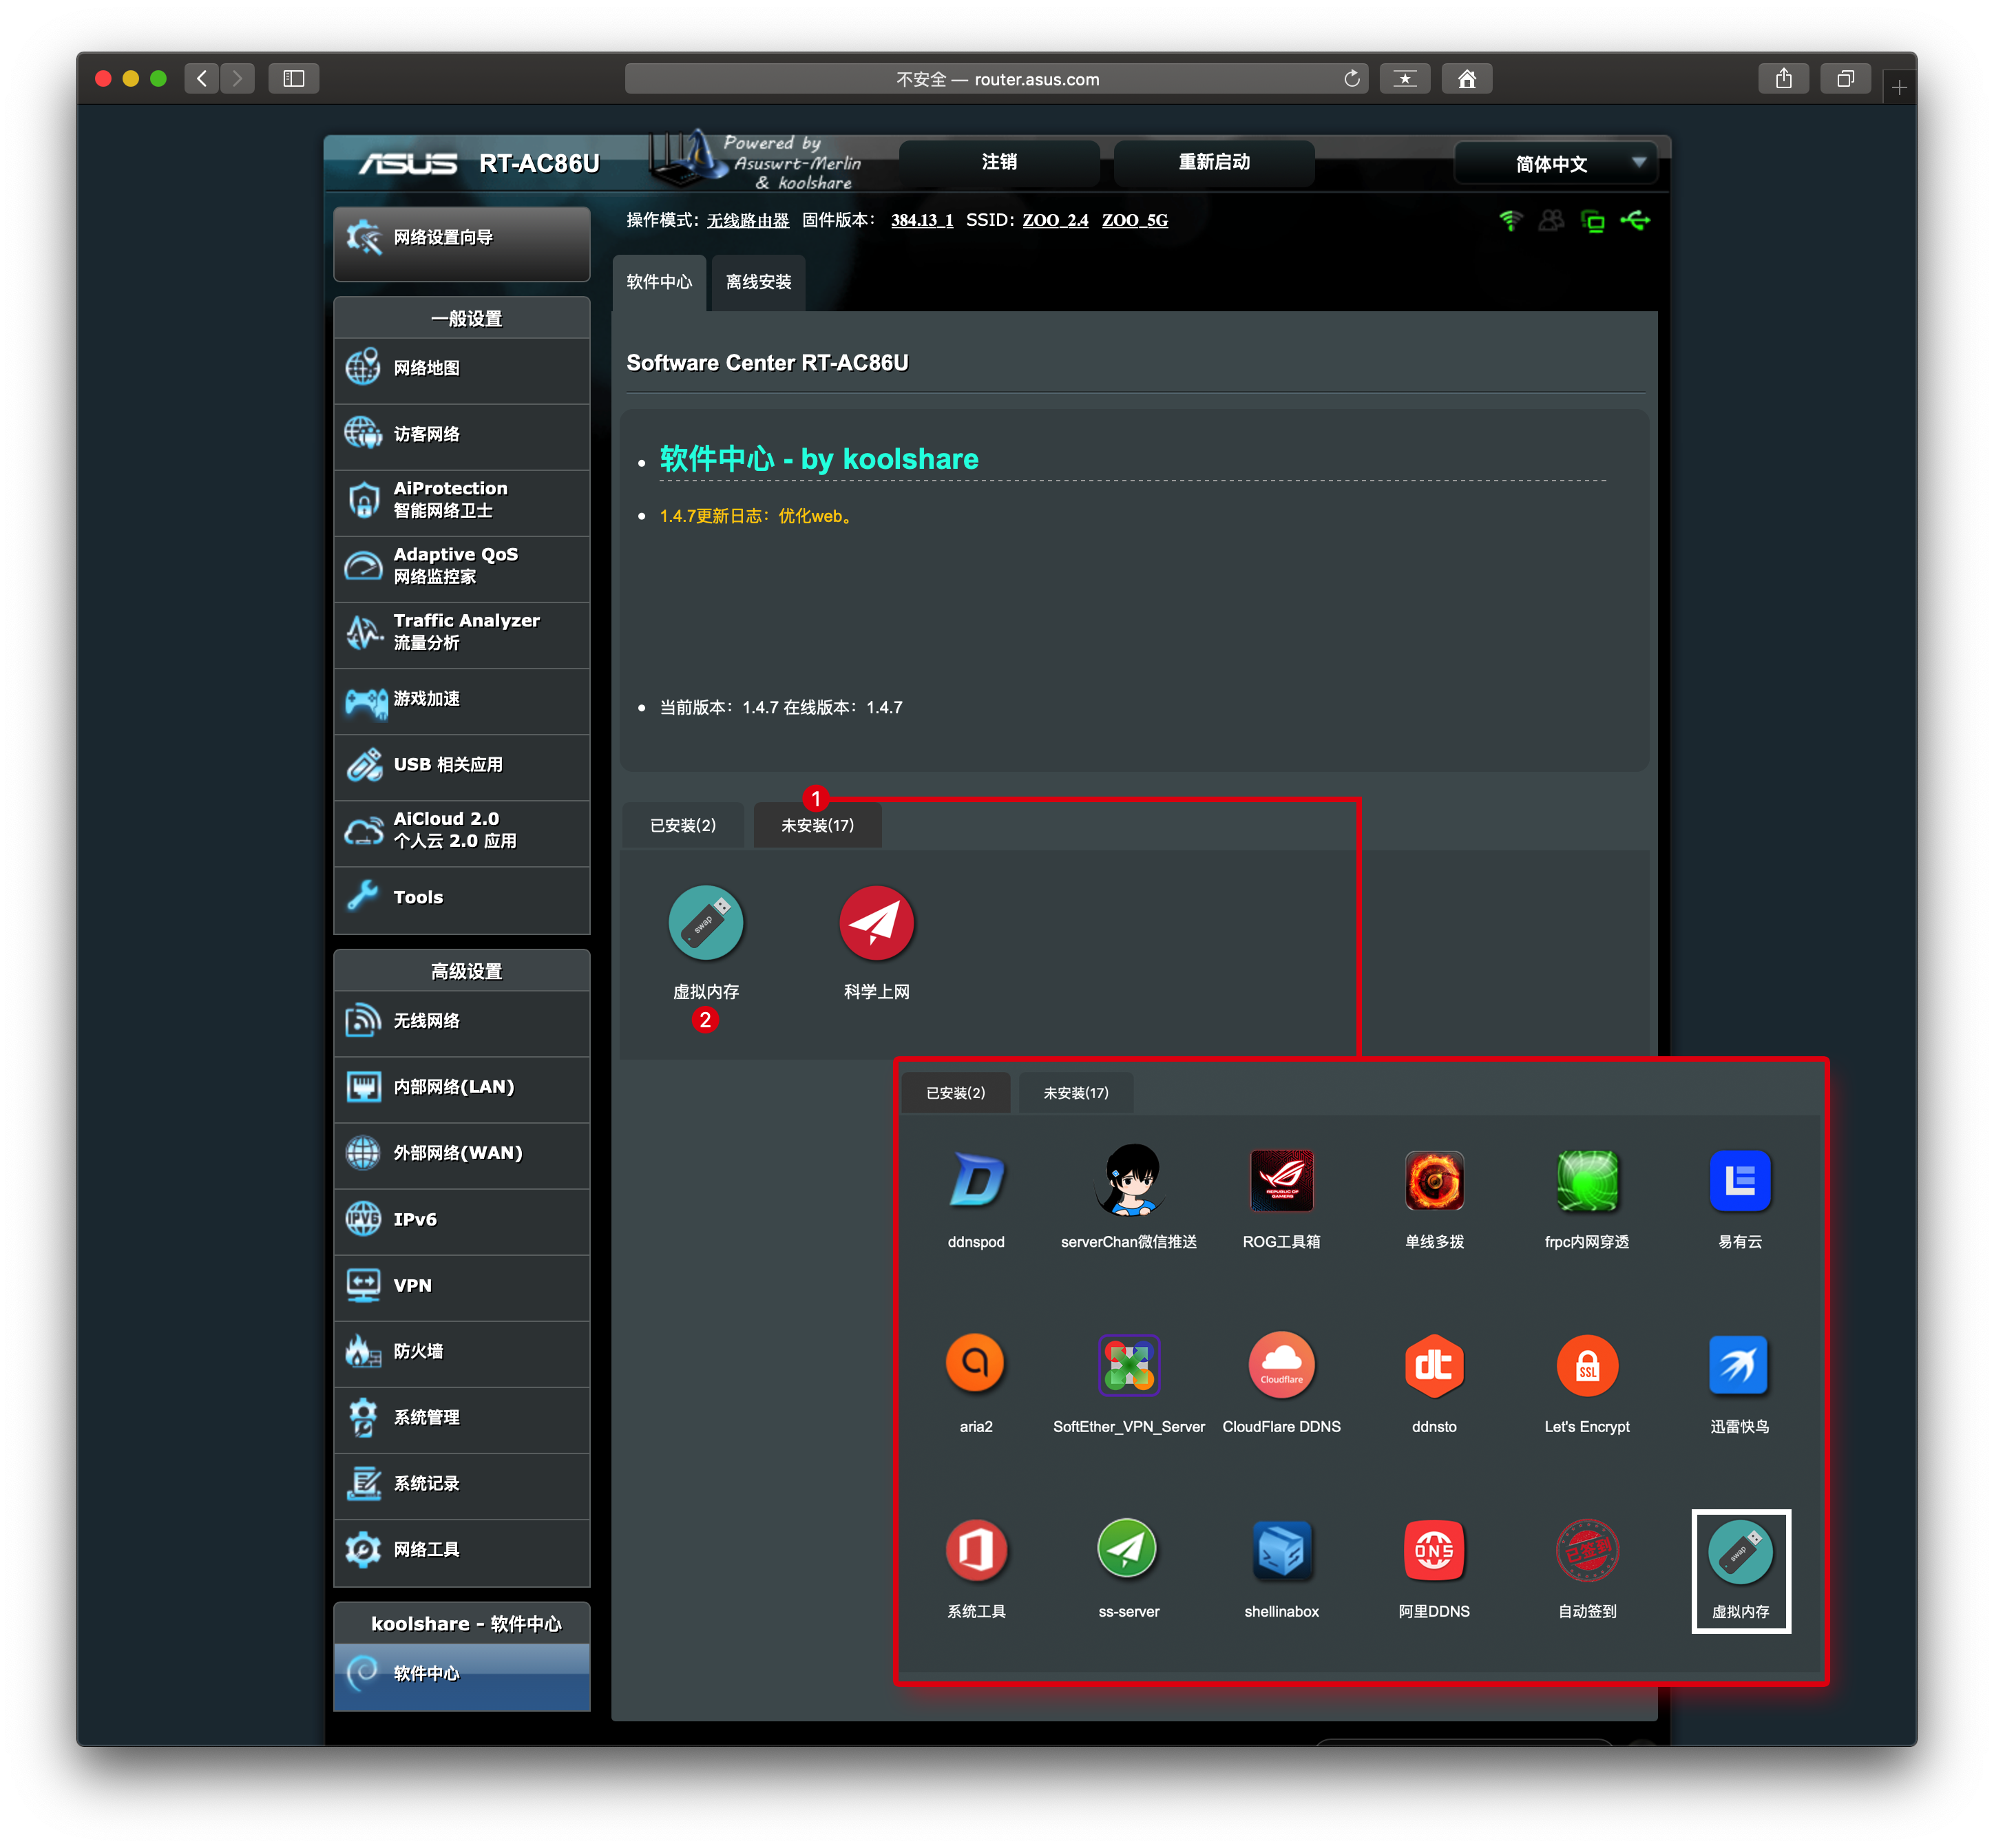 不安全 — router.asus.com
ASUS RT-AC86U
Powered by
Asuswrt-Merlin
& koolshare
注销
重新启动
简体中文
操作模式: 无线路由器 固件版本: 384.13_1 SSID: ZOO_2.4 ZOO_5G
网络设置向导
一般设置
网络地图
访客网络
AiProtection
智能网络卫士
Adaptive QoS
网络监控家
Traffic Analyzer
流量分析
游戏加速
USB 相关应用
AiCloud 2.0
个人云 2.0 应用
Tools
高级设置
无线网络
内部网络(LAN)
外部网络(WAN)
IPV6
IPv6
VPN
防火墙
系统管理
系统记录
网络工具
koolshare - 软件中心
软件中心
软件中心
离线安装
Software Center RT-AC86U
软件中心 - by koolshare
1.4.7更新日志：优化web。
当前版本：1.4.7 在线版本：1.4.7
1
已安装(2)
未安装(17)
swap
虚拟内存
科学上网
2
已安装(2)
未安装(17)
REPUBLIC OF
GAMERS
ddnspod
serverChan微信推送
ROG工具箱
单线多拨
frpc内网穿透
易有云
Cloudflare
dt
SSL
aria2
SoftEther_VPN_Server
CloudFlare DDNS
ddnsto
Let's Encrypt
迅雷快鸟
DNS
已签到
swap
系统工具
ss-server
shellinabox
阿里DDNS
自动签到
虚拟内存